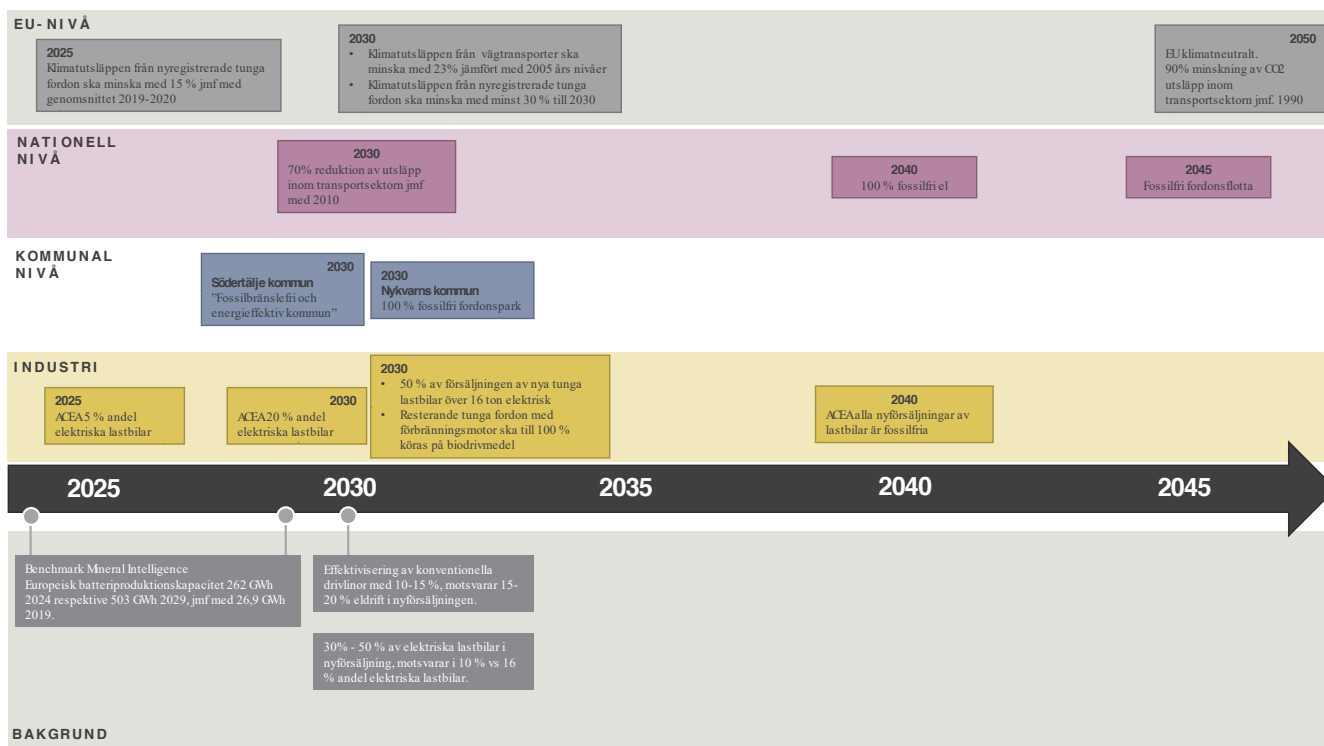 EU-NIVÅ
2025
Klimatutsläppen från nyregistrerade tunga
fordon ska minska med 15 % jmf med
genomsnittet 2019-2020
2030
• Klimatutsläppen från vägtransporter ska
minska med 23% jämfört med 2005 års nivåer
• Klimatutsläppen från nyregistrerade tunga
fordon ska minska med minst 30 % till 2030
2050
EU klimatneutralt.
90% minskning av CO2
utsläpp inom
transportsektorn jmf. 1990
NATIONELL
NIVÅ
2030
70% reduktion av utsläpp
inom transportsektorn jmf
med 2010
2040
100 % fossilfri el
2045
Fossilfri fordonsflotta
KOMMUNAL
NIVÅ
2030
Södertälje kommun
”Fossilbränslefri och
energieffektiv kommun”
2030
Nykvarns kommun
100 % fossilfri fordonspark
INDUSTRI
2025
ACEA 5 % andel
elektriska lastbilar
2030
ACEA 20 % andel
elektriska lastbilar
2030
• 50 % av försäljningen av nya tunga
lastbilar över 16 ton elektrisk
• Resterande tunga fordon med
förbränningsmotor ska till 100 %
köras på biodrivmedel
2040
ACEA alla nyförsäljningar av
lastbilar är fossilfria
2025 2030 2035 2040 2045
Benchmark Mineral Intelligence
Europeisk batteriproduktionskapacitet 262 GWh
2024 respektive 503 GWh 2029, jmf med 26,9 GWh
2019.
Effektivisering av konventionella
drivlinor med 10-15 %, motsvarar 15-
20 % eldrift i nyförsäljningen.
30% - 50 % av elektriska lastbilar i
nyförsäljning, motsvarar i 10 % vs 16
% andel elektriska lastbilar.
BAKGRUND